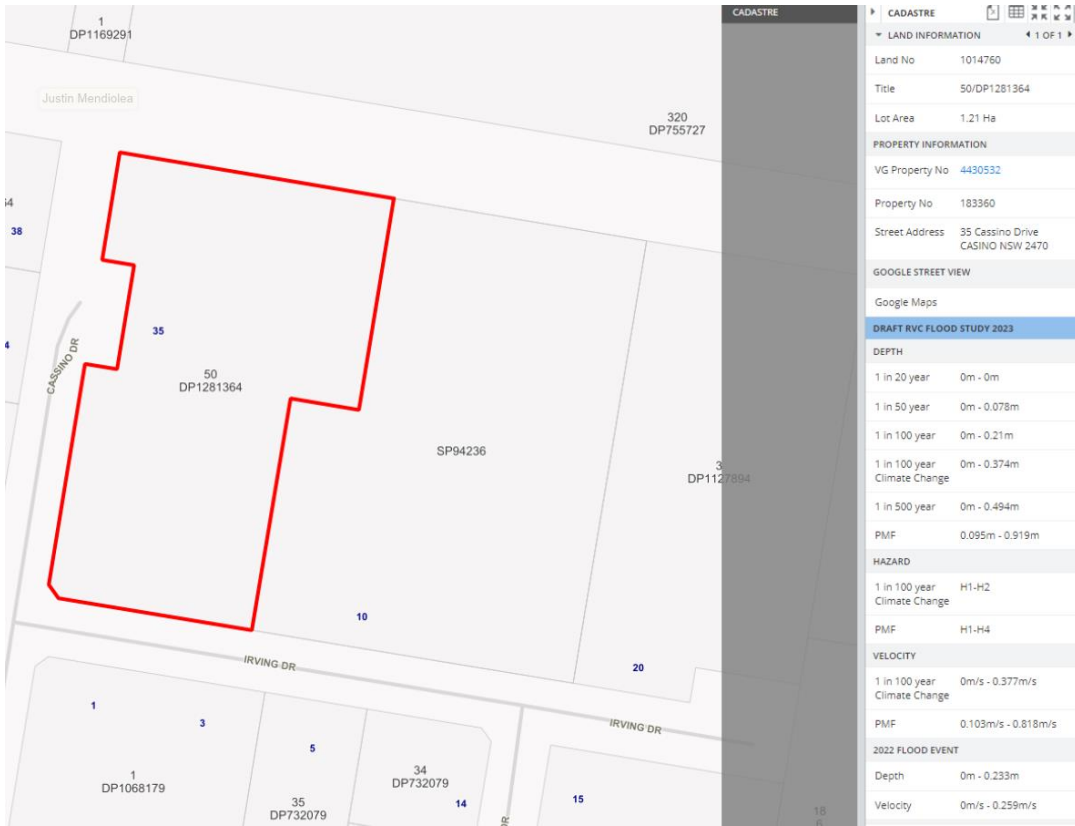 1
DP1169291
Justin Mendiolea
320
DP755727
38
4
35
50
DP1281364
CASSINO DR
SP94236
3
DP1127894
10
IRVING DR
20
1
3
5
IRVING DR
1
DP1068179
35
DP732079
34
DP732079
14
15
18
CADASTRE
CADASTRE
LAND INFORMATION 1 OF 1
Land No 1014760
Title 50/DP1281364
Lot Area 1.21 Ha
PROPERTY INFORMATION
VG Property No 4430532
Property No 183360
Street Address 35 Cassino Drive
CASINO NSW 2470
GOOGLE STREET VIEW
Google Maps
DRAFT RVC FLOOD STUDY 2023
DEPTH
1 in 20 year 0m - 0m
1 in 50 year 0m - 0.078m
1 in 100 year 0m - 0.21m
1 in 100 year 0m - 0.374m
Climate Change
1 in 500 year 0m - 0.494m
PMF 0.095m - 0.919m
HAZARD
1 in 100 year H1-H2
Climate Change
PMF H1-H4
VELOCITY
1 in 100 year 0m/s - 0.377m/s
Climate Change
PMF 0.103m/s - 0.818m/s
2022 FLOOD EVENT
Depth 0m - 0.233m
Velocity 0m/s - 0.259m/s